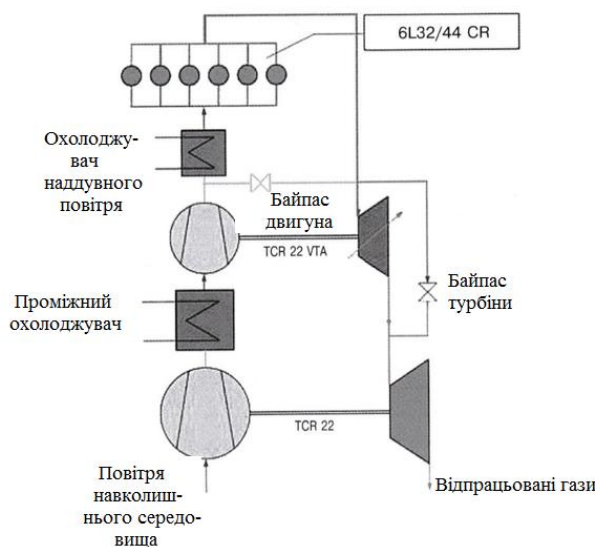 6L32/44 CR
Охолоджу-
вач
наддувного
повітря
Байпас
двигуна
TCR 22 VTA
Байпас
турбіни
Проміжний
охолоджувач
TCR 22
Повітря
навколиш-
нього середо-
вища
Відпрацьовані гази